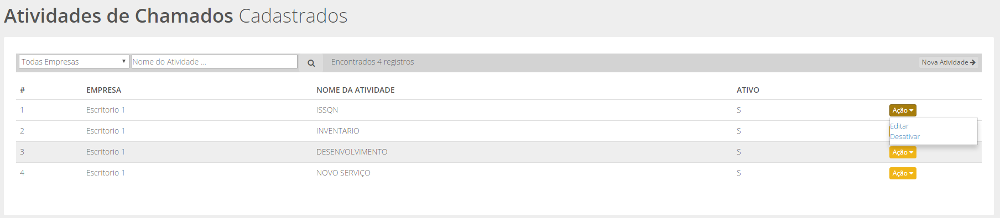 Atividades de Chamados Cadastrados
Todas Empresas Nome do Atividade ... Encontrados 4 registros Nova Atividade
# EMPRESA NOME DA ATIVIDADE ATIVO
1 Escritorio 1 ISSQN S Ação
Editar
2 Escritorio 1 INVENTARIO S
Desativar
3 Escritorio 1 DESENVOLVIMENTO S Ação
4 Escritorio 1 NOVO SERVIÇO S Ação